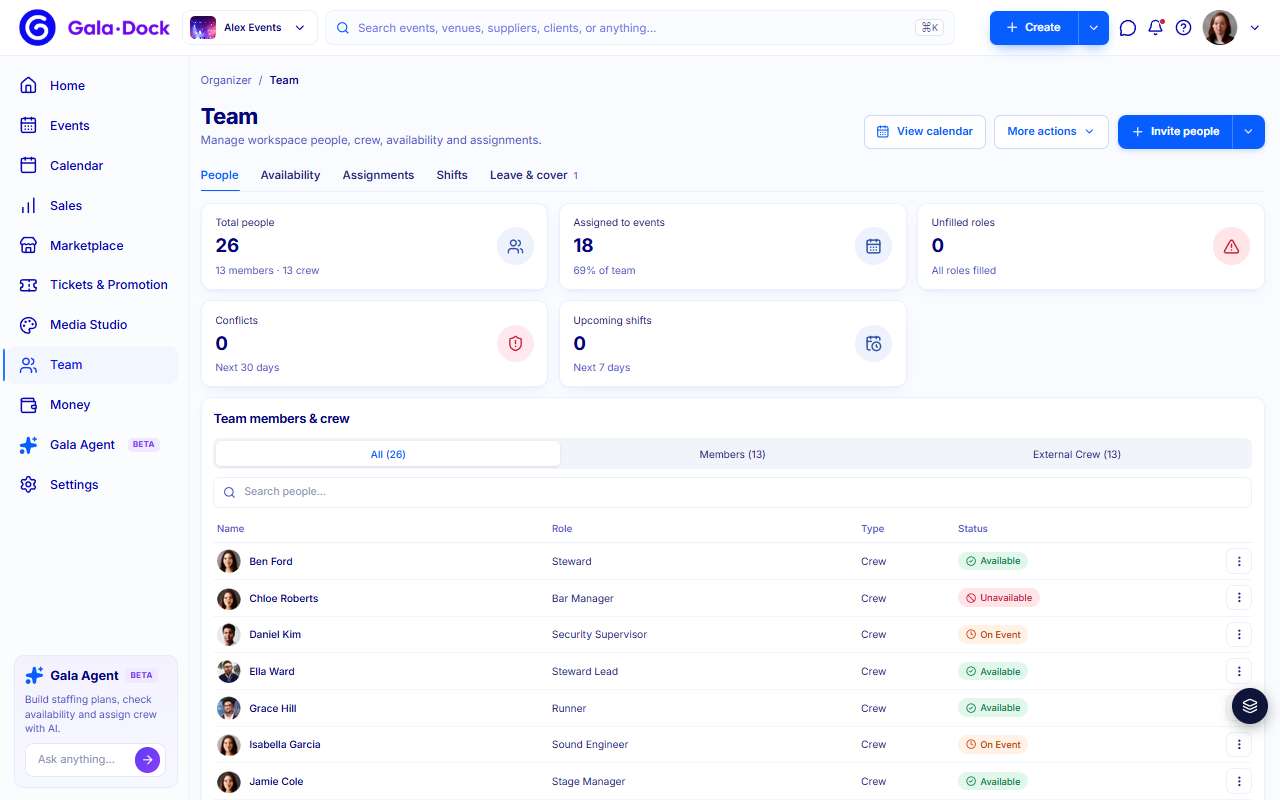 Gala·Dock
Alex Events
Search events, venues, suppliers, clients, or anything...
⌘K
+ Create
Home
Events
Calendar
Sales
Marketplace
Tickets & Promotion
Media Studio
Team
Money
Gala Agent BETA
Settings
Gala Agent BETA
Build staffing plans, check
availability and assign crew
with AI.
Ask anything...
Organizer / Team
Team
Manage workspace people, crew, availability and assignments.
View calendar
More actions
+ Invite people
People
Availability
Assignments
Shifts
Leave & cover 1
Total people
26
13 members · 13 crew
Assigned to events
18
69% of team
Unfilled roles
0
All roles filled
Conflicts
0
Next 30 days
Upcoming shifts
0
Next 7 days
Team members & crew
All (26)
Members (13)
External Crew (13)
Search people...
Name Role Type Status
Ben Ford Steward Crew Available
Chloe Roberts Bar Manager Crew Unavailable
Daniel Kim Security Supervisor Crew On Event
Ella Ward Steward Lead Crew Available
Grace Hill Runner Crew Available
Isabella Garcia Sound Engineer Crew On Event
Jamie Cole Stage Manager Crew Available